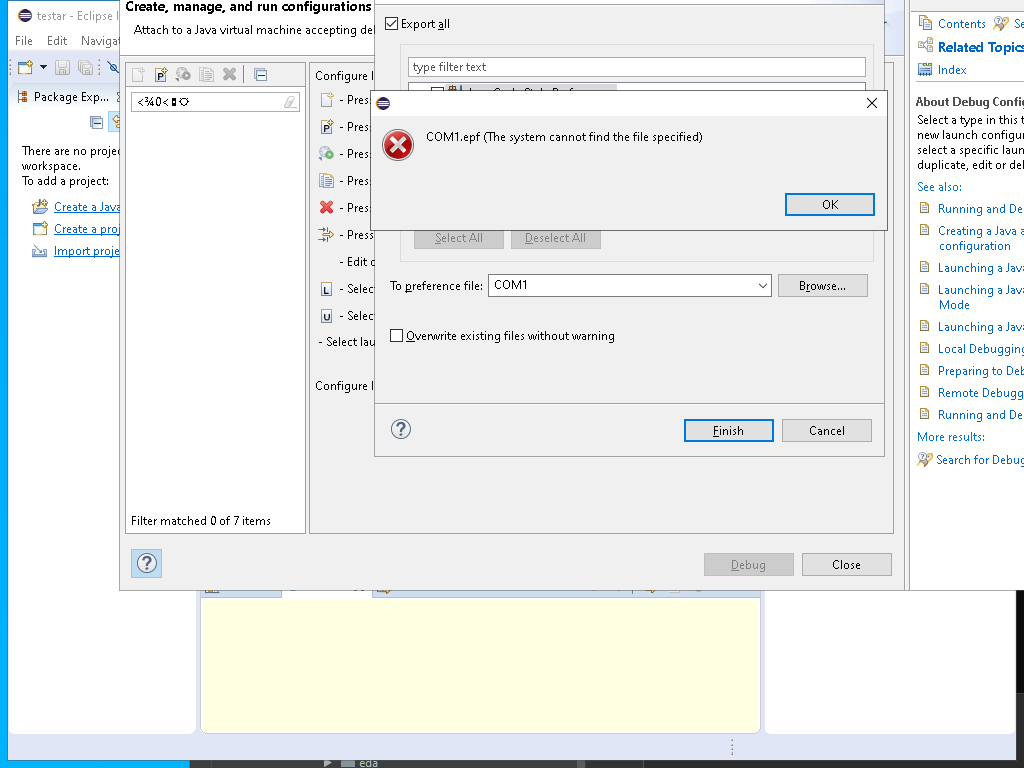 testar - Eclipse I
File Edit Navigat
Package Exp...
There are no proje
workspace.
To add a project:
Create a Java
Create a proj
Import proje
Create, manage, and run configurations
Attach to a Java virtual machine accepting de
Filter matched 0 of 7 items
Configure l
- Pres
- Pres
- Pres
- Pres
- Pres
- Press
- Edit c
- Selec
- Selec
- Select lau
Configure l
Debug
Close
Export all
type filter text
COM1.epf (The system cannot find the file specified)
OK
Select All
Deselect All
To preference file:
COM1
Browse...
Overwrite existing files without warning
Finish
Cancel
Contents
Se
Related Topics
Index
About Debug Config
Select a type in this t
new launch configur
select a specific laun
duplicate, edit or del
See also:
Running and De
Creating a Java a
configuration
Launching a Java
Launching a Java
Mode
Launching a Java
Local Debugging
Preparing to Deb
Remote Debugg
Running and De
More results:
Search for Debug
eda